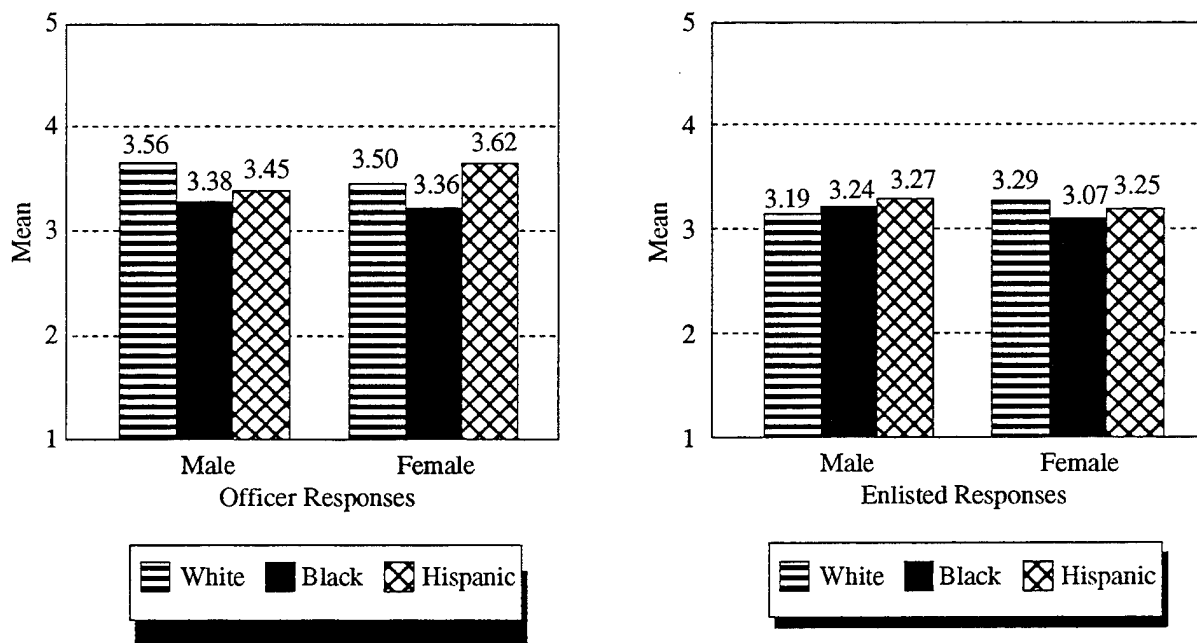 5
4
3
2
1
Mean
3.56
3.38
3.45
3.50
3.36
3.62
Male
Female
Officer Responses
White Black Hispanic
5
4
3
2
1
Mean
3.19
3.24
3.27
3.29
3.07
3.25
Male
Female
Enlisted Responses
White Black Hispanic